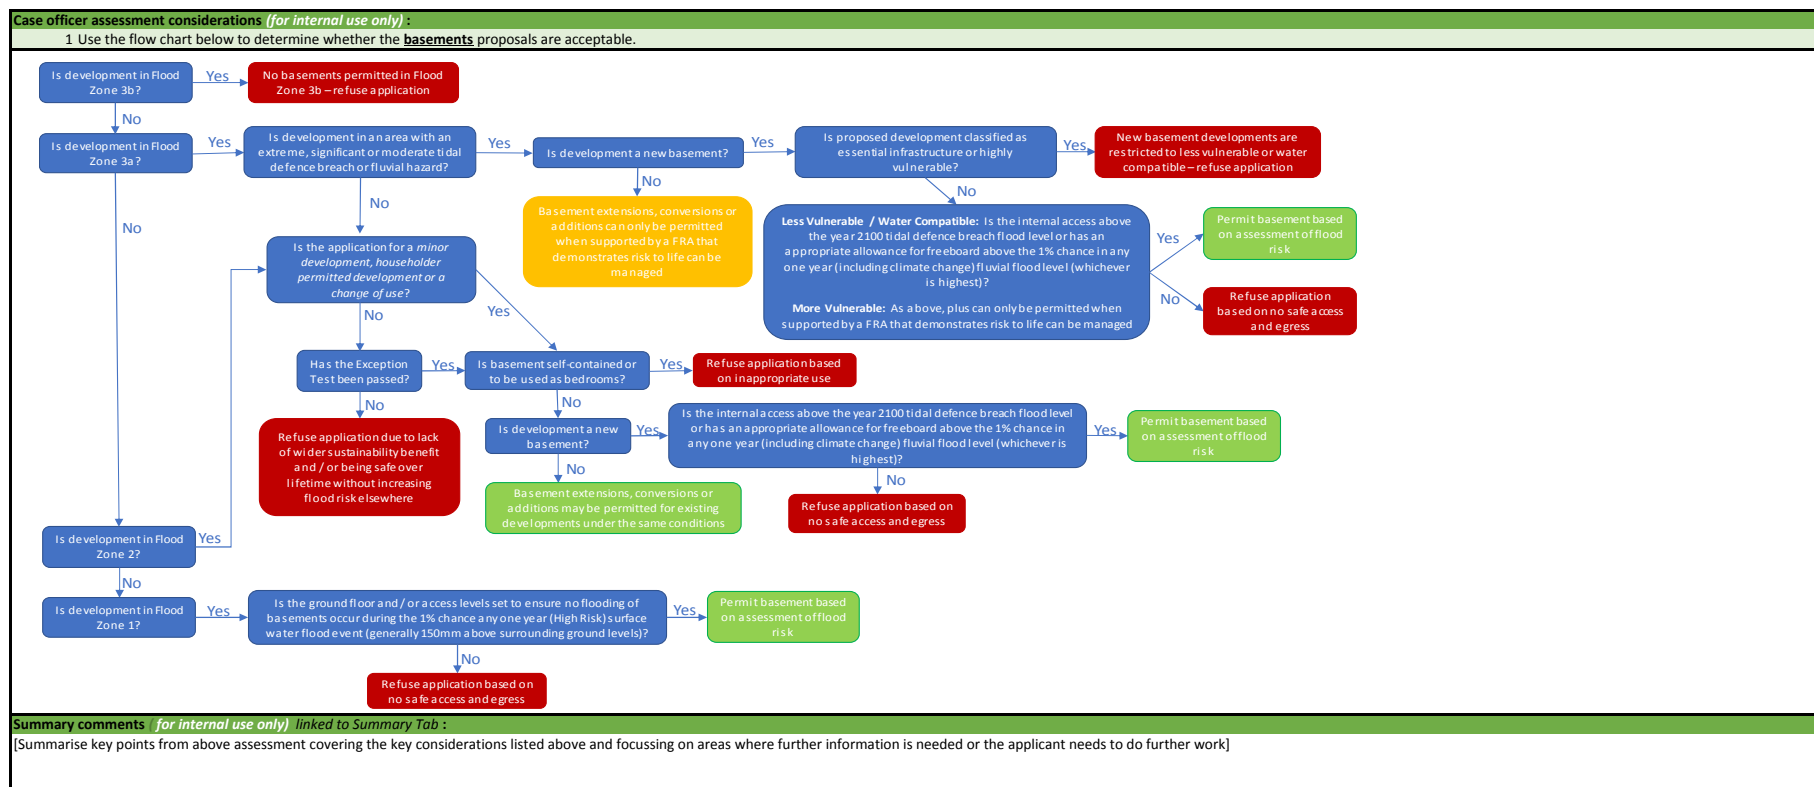 Case officer assessment considerations (for internal use only) :
1 Use the flow chart below to determine whether the basements proposals are acceptable.
Is development in Flood
Zone 3b?
Yes
No basements permitted in Flood
Zone 3b – refuse application
No
Is development in Flood
Zone 3a?
Yes
Is development in an area with an
extreme, significant or moderate tidal
defence breach or fluvial hazard?
Yes
Is development a new basement?
Yes
Is proposed development classified as
essential infrastructure or highly
vulnerable?
Yes
New basement developments are
restricted to less vulnerable or water
compatible – refuse application
No
No
No
No
Basement extensions, conversions or
additions can only be permitted
when supported by a FRA that
demonstrates risk to life can be
managed
Less Vulnerable / Water Compatible: Is the internal access above
the year 2100 tidal defence breach flood level or has an
appropriate allowance for freeboard above the 1% chance in any
one year (including climate change) fluvial flood level (whichever
is highest)?
More Vulnerable: As above, plus can only be permitted when
supported by a FRA that demonstrates risk to life can be managed
Yes
Permit basement based
on assessment of flood
risk
No
Refuse application
based on no safe access
and egress
Is the application for a minor
development, householder
permitted development or a
change of use?
Yes
No
Has the Exception
Test been passed?
Yes
Is basement self-contained or
to be used as bedrooms?
Yes
Refuse application based
on inappropriate use
No
No
Refuse application due to lack
of wider sustainability benefit
and / or being safe over
lifetime without increasing
flood risk elsewhere
Is development a new
basement?
Yes
Is the internal access above the year 2100 tidal defence breach flood level
or has an appropriate allowance for freeboard above the 1% chance in
any one year (including climate change) fluvial flood level (whichever is
highest)?
Yes
Permit basement based
on assessment of flood
risk
No
Basement extensions, conversions or
additions may be permitted for existing
developments under the same conditions
No
Refuse application based on
no safe access and egress
Is development in Flood
Zone 2?
Yes
No
Is development in Flood
Zone 1?
Yes
Is the ground floor and / or access levels set to ensure no flooding of
basements occur during the 1% chance any one year (High Risk) surface
water flood event (generally 150mm above surrounding ground levels)?
Yes
Permit basement based
on assessment of flood
risk
No
Refuse application based on
no safe access and egress
Summary comments ( for internal use only) linked to Summary Tab :
[Summarise key points from above assessment covering the key considerations listed above and focussing on areas where further information is needed or the applicant needs to do further work]